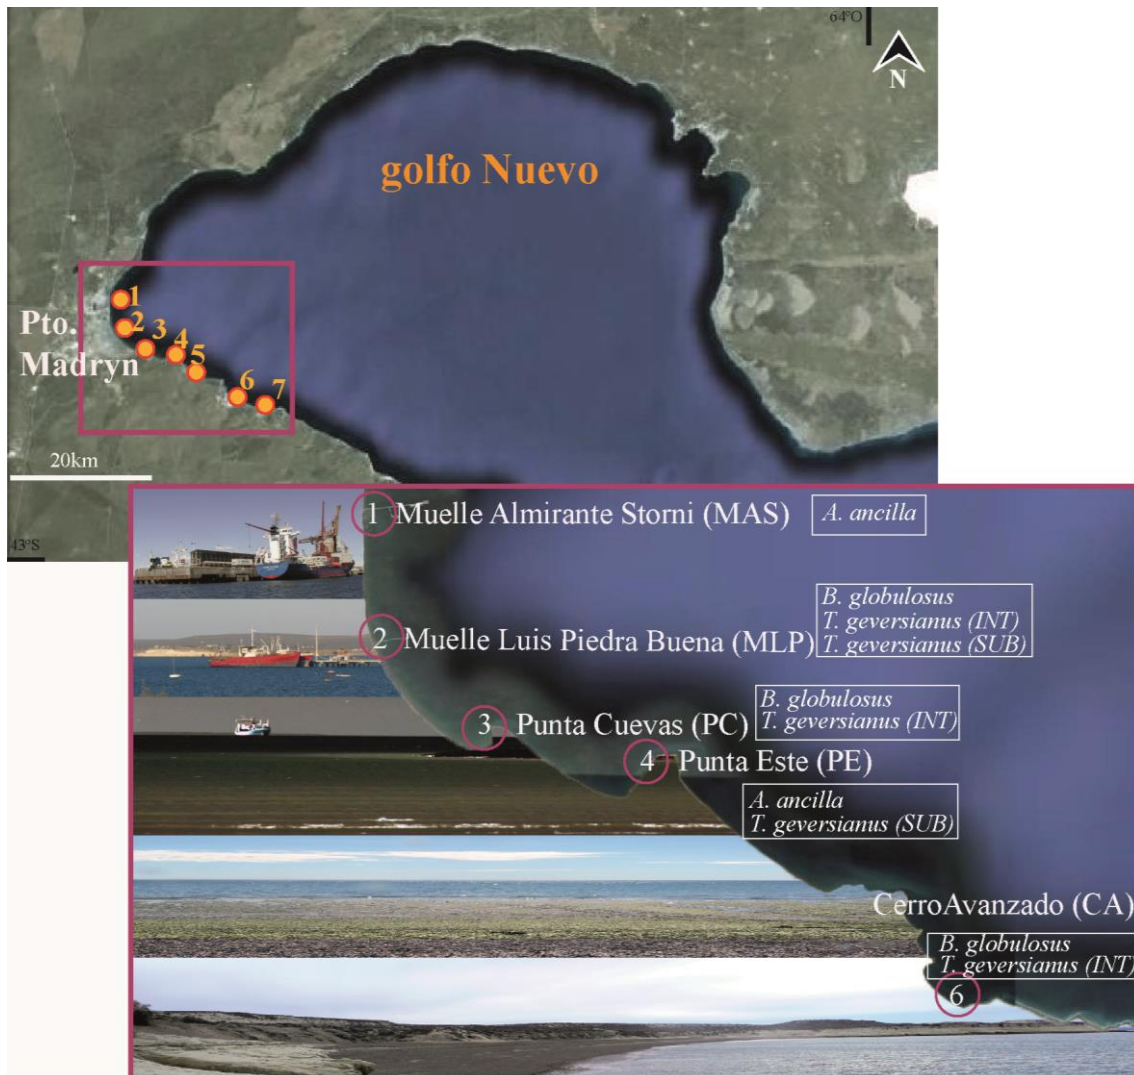 64°O
N
golfo Nuevo
1
2
3
4
5
6
7
Pto.
Madryn
20km
43°S
1 Muelle Almirante Storni (MAS)
A. ancilla
2 Muelle Luis Piedra Buena (MLP)
B. globulosus
T. geversianus (INT)
T. geversianus (SUB)
3 Punta Cuevas (PC)
B. globulosus
T. geversianus (INT)
4 Punta Este (PE)
A. ancilla
T. geversianus (SUB)
CerroAvanzado (CA)
B. globulosus
T. geversianus (INT)
6